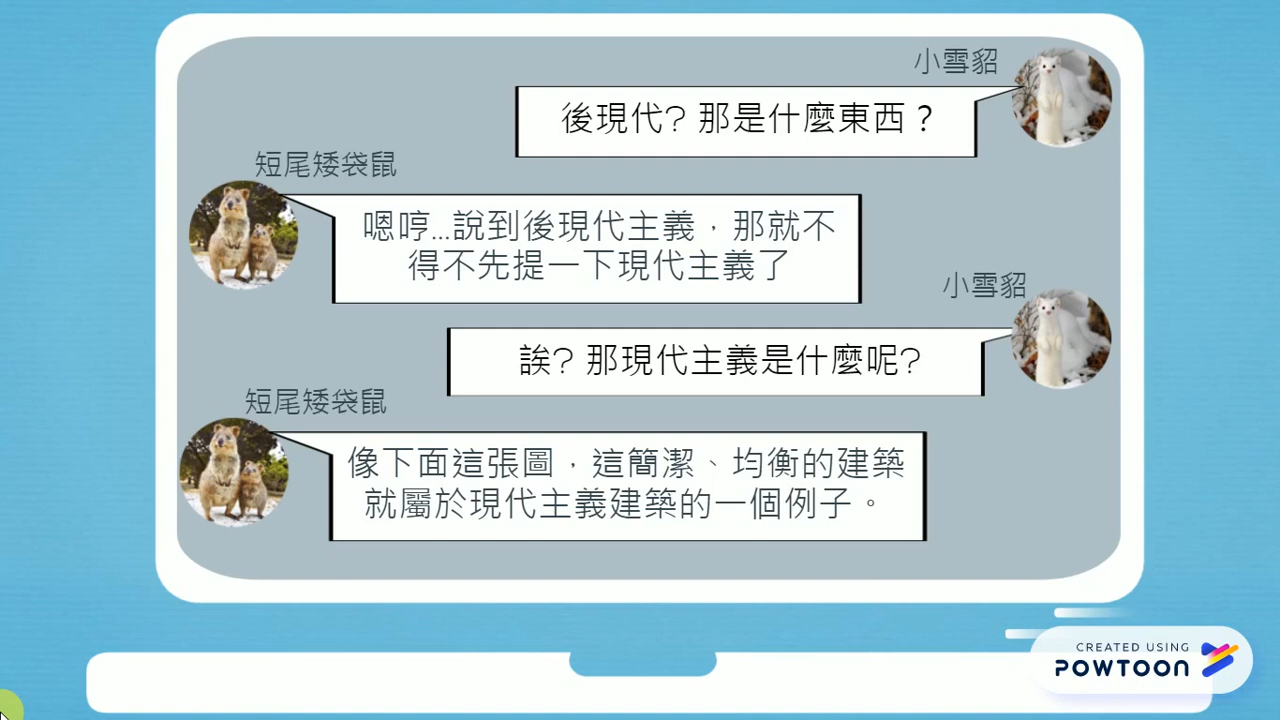 小雪貂
後現代? 那是什麼東西？
短尾矮袋鼠
嗯哼...說到後現代主義，那就不
得不先提一下現代主義了
小雪貂
誒? 那現代主義是什麼呢?
短尾矮袋鼠
像下面這張圖，這簡潔、均衡的建築
就屬於現代主義建築的一個例子。
CREATED USING
POWTOON